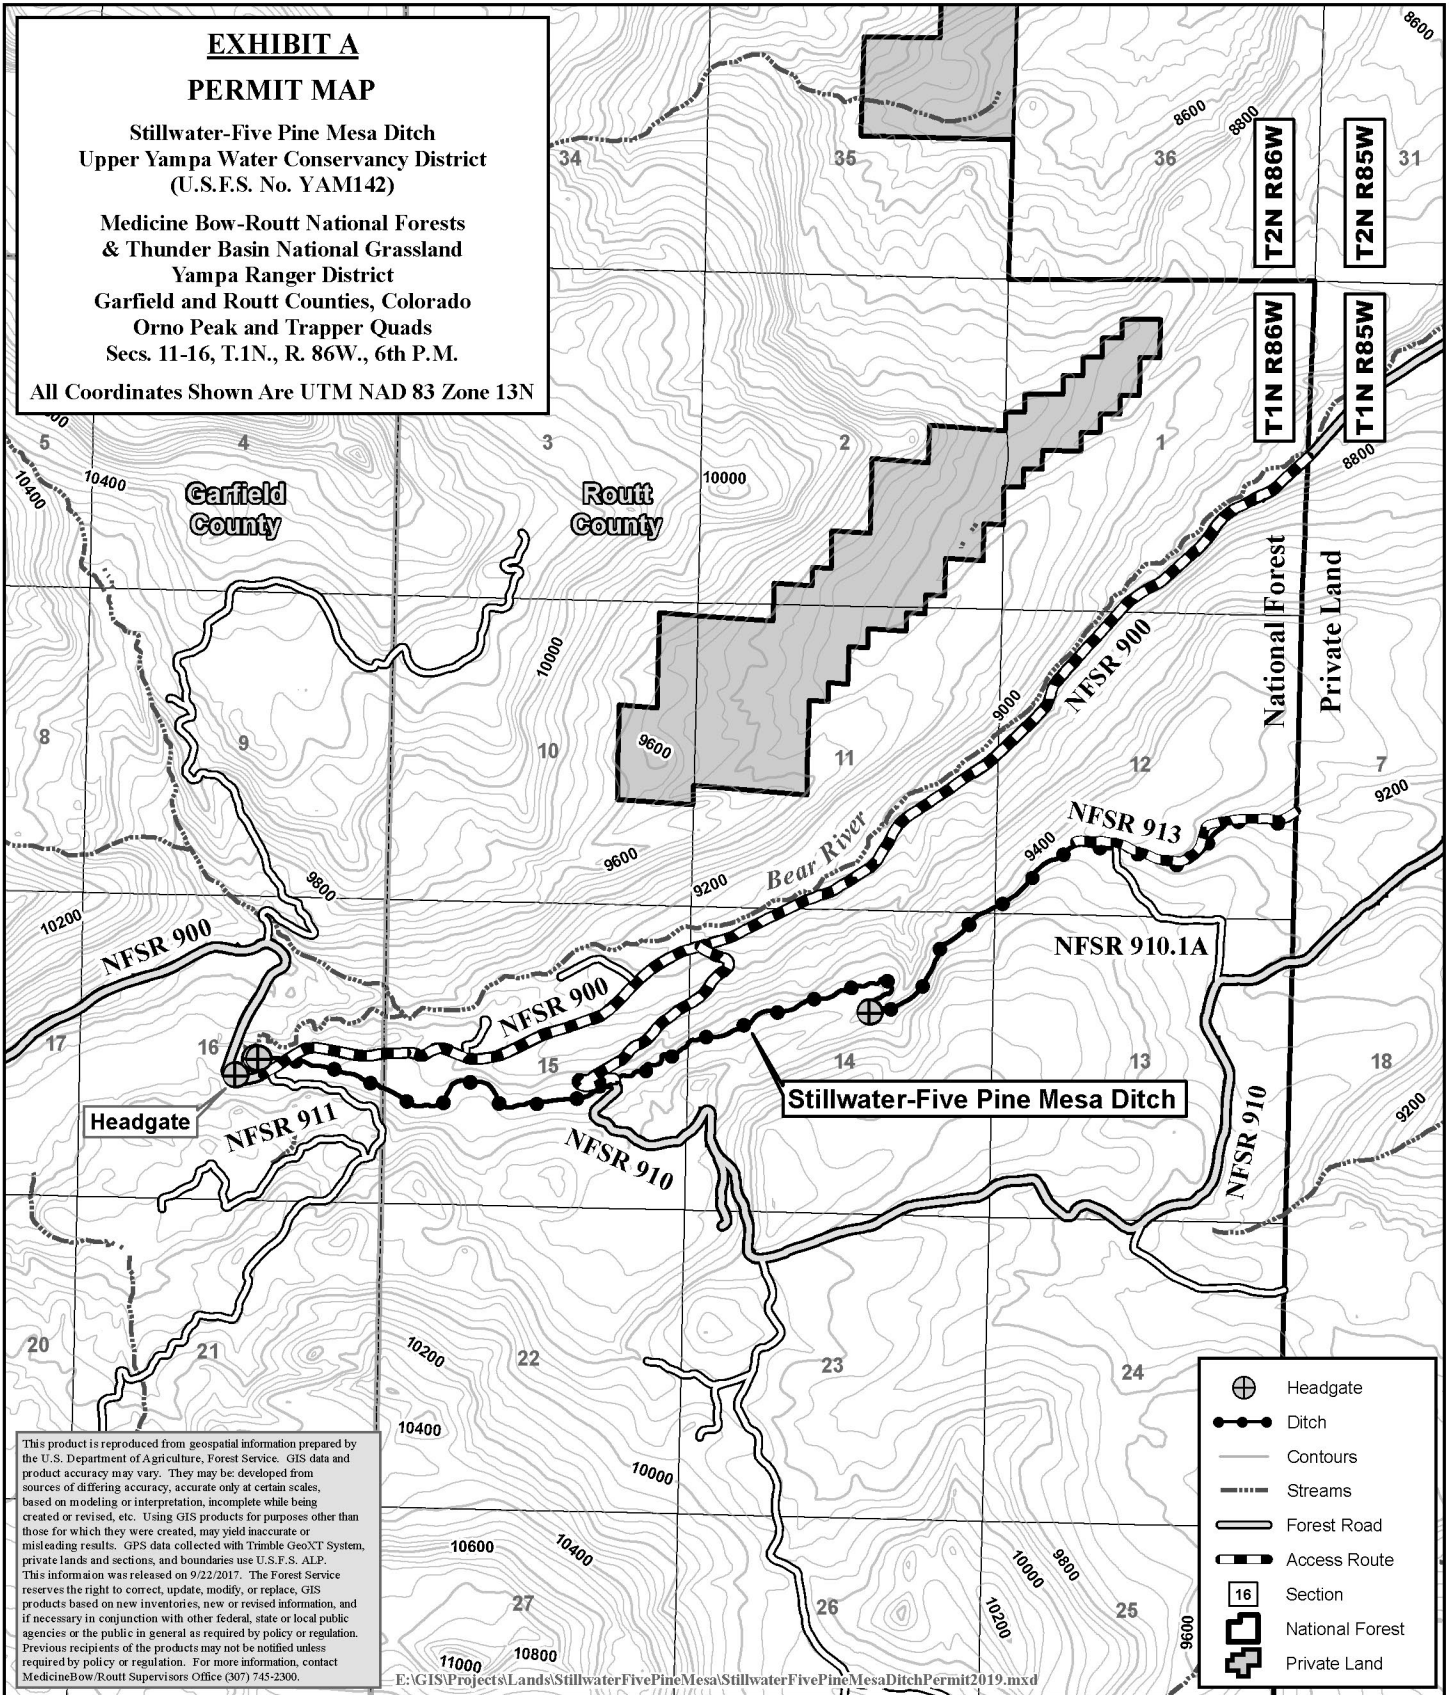 EXHIBIT A
PERMIT MAP
Stillwater-Five Pine Mesa Ditch
Upper Yampa Water Conservancy District
(U.S.F.S. No. YAM142)
Medicine Bow-Routt National Forests
& Thunder Basin National Grassland
Yampa Ranger District
Garfield and Routt Counties, Colorado
Orno Peak and Trapper Quads
Secs. 11-16, T.1N., R. 86W., 6th P.M.
All Coordinates Shown Are UTM NAD 83 Zone 13N
8600
8600
8800
34
35
36
31
T2N R86W
T2N R85W
T1N R86W
T1N R85W
5
4
3
2
1
8800
10400
10400
10000
Garfield
County
Routt
County
National Forest
Private Land
10000
NFSR 900
9000
8
9
10
9600
11
12
7
9200
NFSR 913
9400
Bear River
9600
9200
9800
10200
NFSR 900
NFSR 910.1A
NFSR 900
17
16
15
14
13
18
Stillwater-Five Pine Mesa Ditch
Headgate
NFSR 911
NFSR 910
NFSR 910
9200
20
21
22
23
24
10200
10400
10000
10600
10400
10000
9800
10200
9600
27
26
25
11000
10800
Headgate
Ditch
Contours
Streams
Forest Road
Access Route
16 Section
National Forest
Private Land
This product is reproduced from geospatial information prepared by
the U.S. Department of Agriculture, Forest Service. GIS data and
product accuracy may vary. They may be: developed from
sources of differing accuracy, accurate only at certain scales,
based on modeling or interpretation, incomplete while being
created or revised, etc. Using GIS products for purposes other than
those for which they were created, may yield inaccurate or
misleading results. GPS data collected with Trimble GeoXT System,
private lands and sections, and boundaries use U.S.F.S. ALP.
This informaion was released on 9/22/2017. The Forest Service
reserves the right to correct, update, modify, or replace, GIS
products based on new inventories, new or revised information, and
if necessary in conjunction with other federal, state or local public
agencies or the public in general as required by policy or regulation.
Previous recipients of the products may not be notified unless
required by policy or regulation. For more information, contact
MedicineBow/Routt Supervisors Office (307) 745-2300.
E:\GIS\Projects\Lands\StillwaterFivePineMesa\StillwaterFivePineMesaDitchPermit2019.mxd